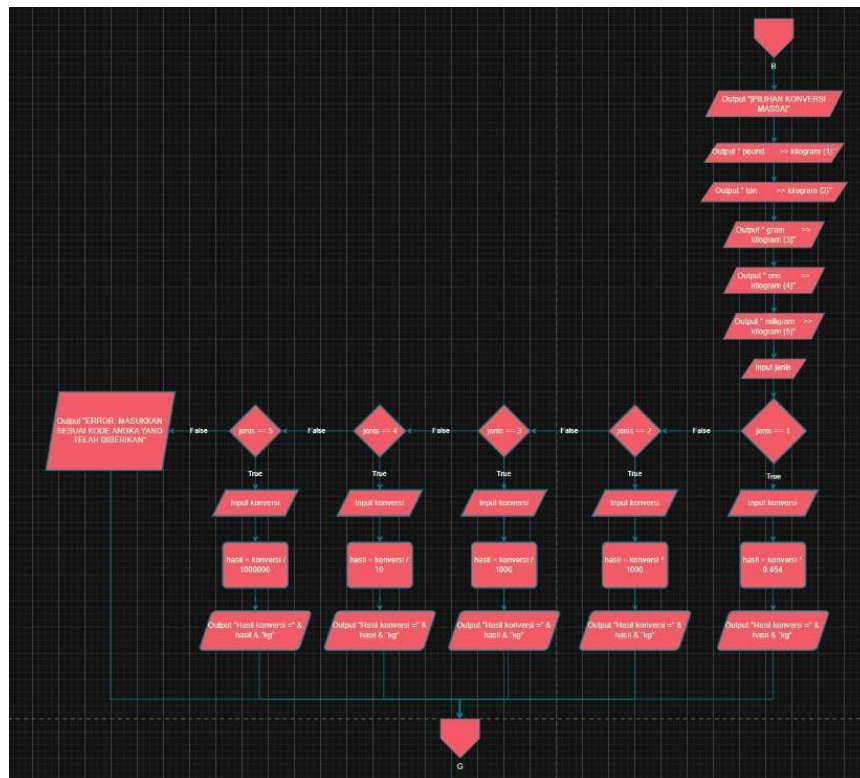 B
Output "[PILIHAN KONVERSI
MASSA]"
Output " pound >> kilogram {1}"
Output " ton >> kilogram {2}"
Output " gram >>
kilogram {3}"
Output " ons >>
kilogram {4}"
Output " miligram >>
kilogram {5}"
Input jenis
jenis == 1
False
jenis == 2
False
jenis == 3
False
jenis == 4
False
jenis == 5
False
Output "ERROR, MASUKKAN
SESUAI KODE ANGKA YANG
TELAH DIBERIKAN"
True
True
True
True
True
Input konversi
Input konversi
Input konversi
Input konversi
Input konversi
hasil = konversi /
1000000
hasil = konversi /
10
hasil = konversi /
1000
hasil = konversi *
1000
hasil = konversi *
0.454
Output "Hasil konversi =" &
hasil & "kg"
Output "Hasil konversi =" &
hasil & "kg"
Output "Hasil konversi =" &
hasil & "kg"
Output "Hasil konversi =" &
hasil & "kg"
Output "Hasil konversi =" &
hasil & "kg"
G